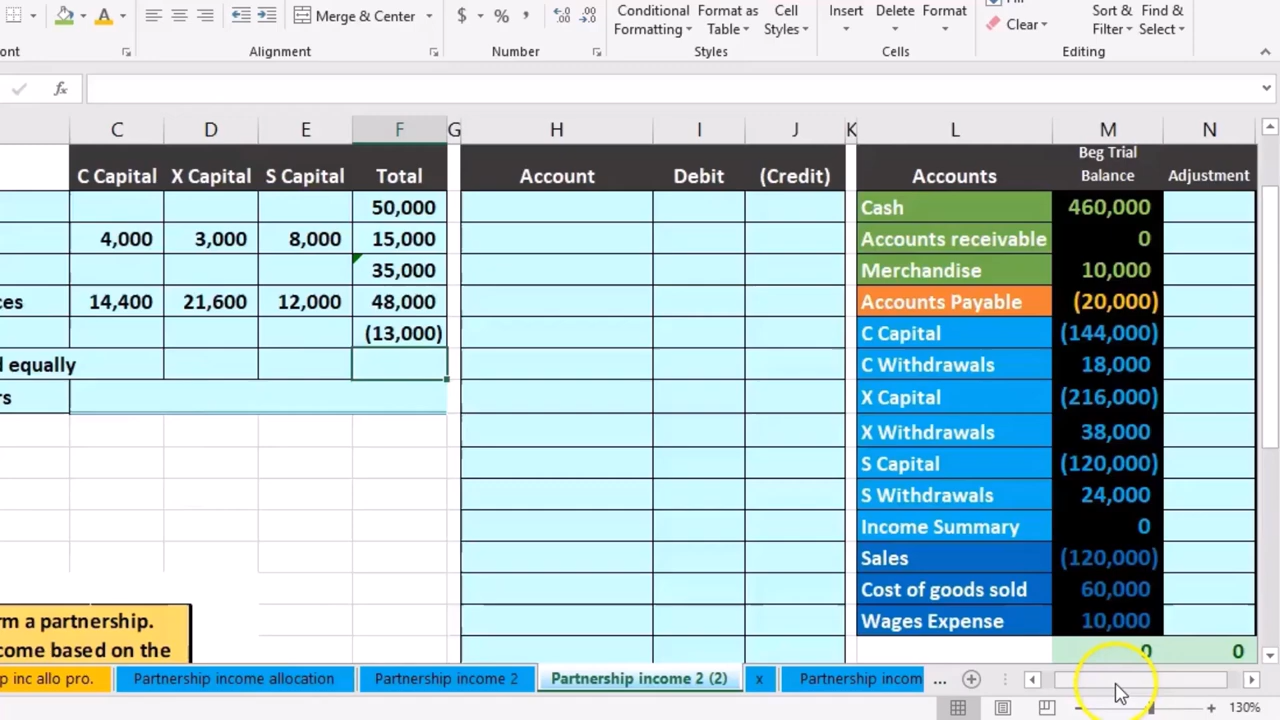 Merge & Center
$ % ,
Conditional Formatting
Format as Table
Cell Styles
Insert
Delete
Format
Clear
Sort & Filter
Find & Select
Alignment
Number
Styles
Cells
Editing
fx
C D E F G H I J K L M N
C Capital X Capital S Capital Total Account Debit (Credit) Accounts Beg Trial Balance Adjustment
50,000 Cash 460,000
4,000 3,000 8,000 15,000 Accounts receivable 0
35,000 Merchandise 10,000
14,400 21,600 12,000 48,000 Accounts Payable (20,000)
(13,000) C Capital (144,000)
equally C Withdrawals 18,000
X Capital (216,000)
X Withdrawals 38,000
S Capital (120,000)
S Withdrawals 24,000
Income Summary 0
Sales (120,000)
Cost of goods sold 60,000
Wages Expense 10,000
0 0
rm a partnership.
come based on the
p inc allo pro. Partnership income allocation Partnership income 2 Partnership income 2 (2) x Partnership incom ...
130%